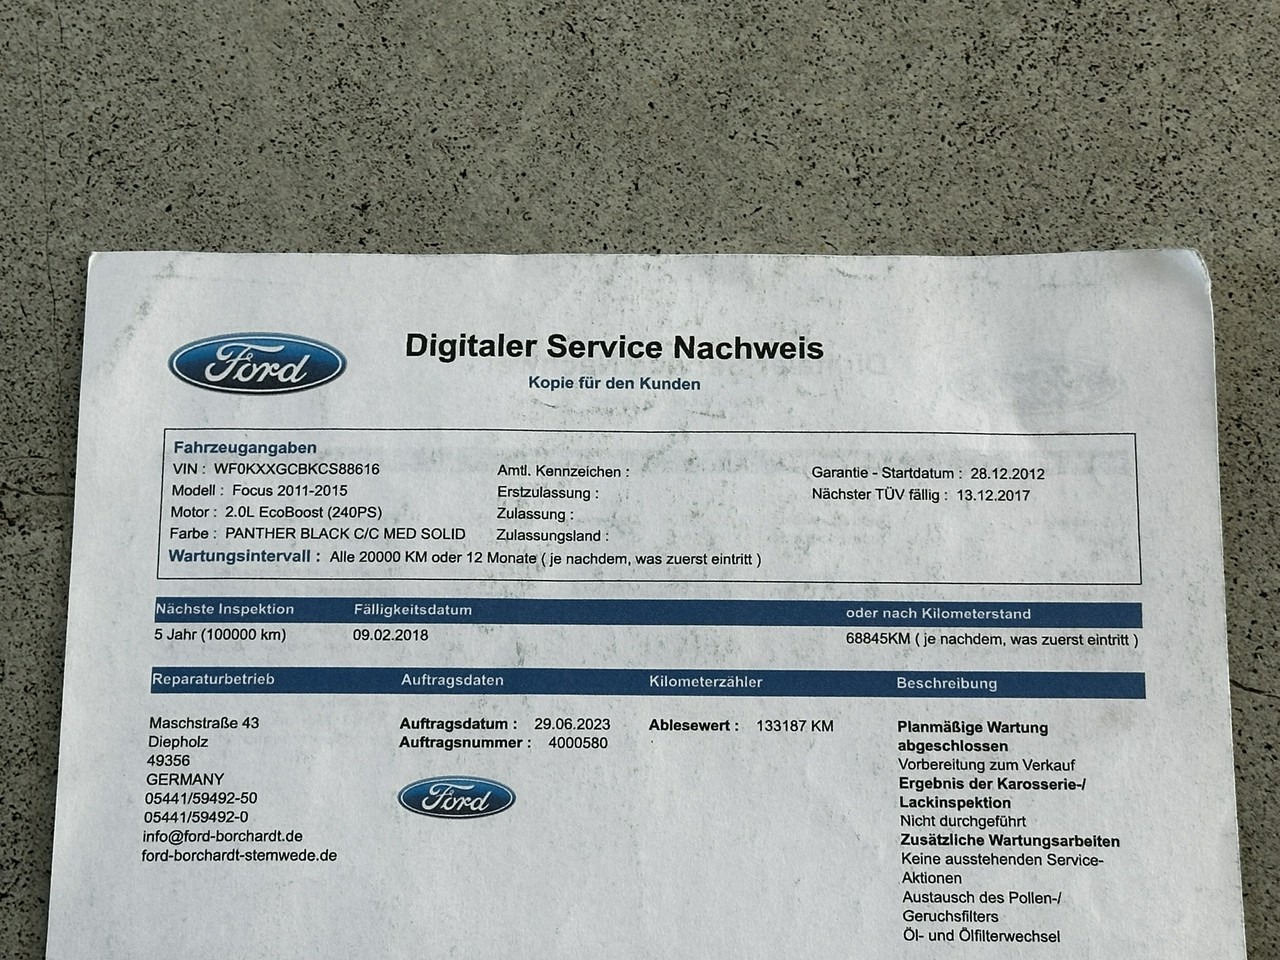 Ford
Digitaler Service Nachweis
Kopie für den Kunden
Fahrzeugangaben
VIN : WF0KXXGCBKCS88616
Modell : Focus 2011-2015
Motor : 2.0L EcoBoost (240PS)
Farbe : PANTHER BLACK C/C MED SOLID
Amtl. Kennzeichen :
Erstzulassung :
Zulassung :
Zulassungsland :
Garantie - Startdatum : 28.12.2012
Nächster TÜV fällig : 13.12.2017
Wartungsintervall : Alle 20000 KM oder 12 Monate ( je nachdem, was zuerst eintritt )
Nächste Inspektion Fälligkeitsdatum oder nach Kilometerstand
5 Jahr (100000 km) 09.02.2018 68845KM ( je nachdem, was zuerst eintritt )
Reparaturbetrieb Auftragsdaten Kilometerzähler Beschreibung
Maschstraße 43
Diepholz
49356
GERMANY
05441/59492-50
05441/59492-0
info@ford-borchardt.de
ford-borchardt-stemwede.de
Auftragsdatum : 29.06.2023
Auftragsnummer : 4000580
Ford
Ablesewert : 133187 KM
Planmäßige Wartung
abgeschlossen
Vorbereitung zum Verkauf
Ergebnis der Karosserie-/
Lackinspektion
Nicht durchgeführt
Zusätzliche Wartungsarbeiten
Keine ausstehenden Service-
Aktionen
Austausch des Pollen-/
Geruchsfilters
Öl- und Ölfilterwechsel